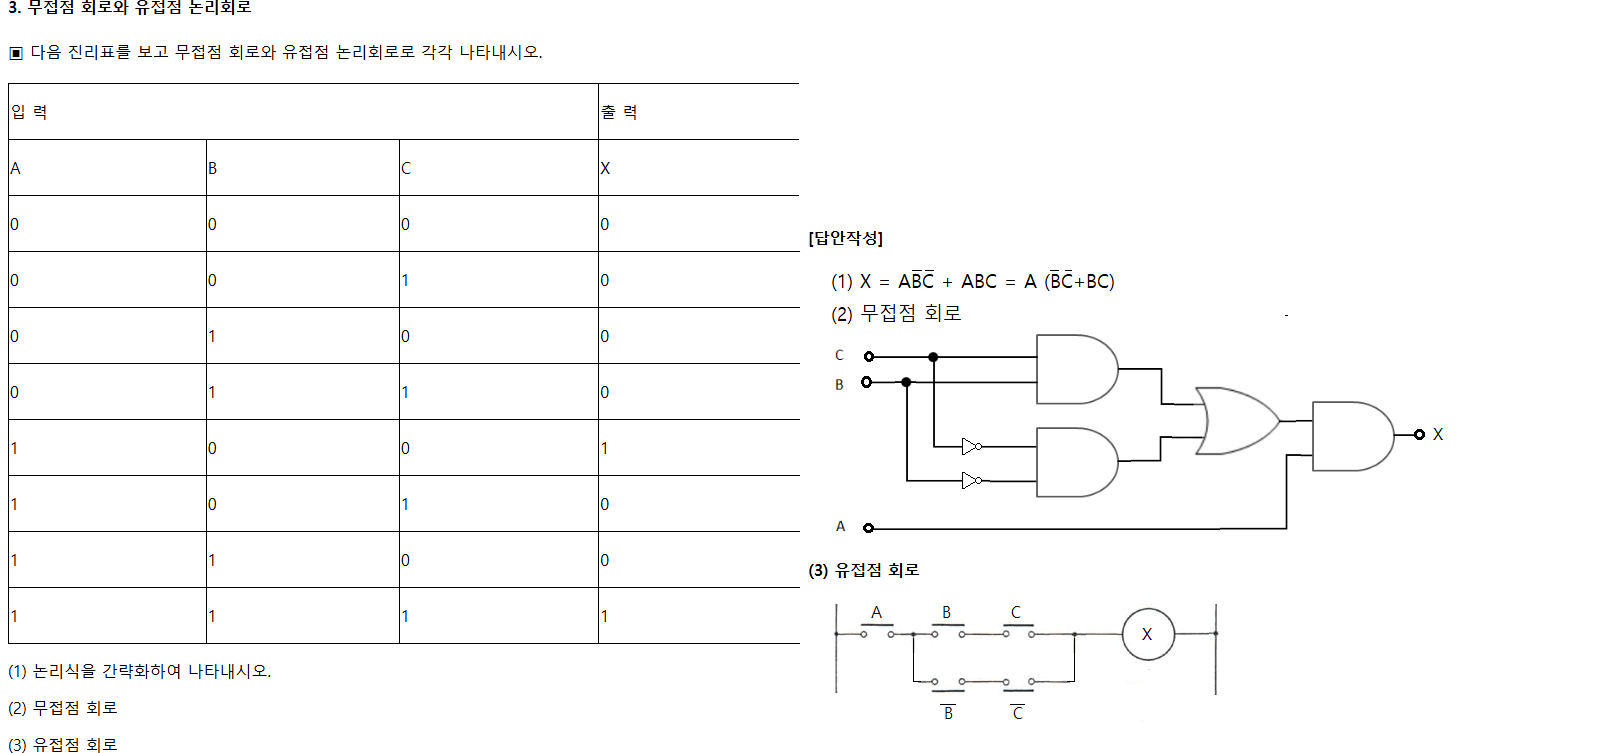 3. 무접점 회로와 유접점 논리회로
▣ 다음 진리표를 보고 무접점 회로와 유접점 논리회로로 각각 나타내시오.
입 력 출 력
A B C X
0 0 0 0
0 0 1 0
0 1 0 0
0 1 1 0
1 0 0 1
1 0 1 0
1 1 0 0
1 1 1 1
(1) 논리식을 간략화하여 나타내시오.
(2) 무접점 회로
(3) 유접점 회로
[답안작성]
(1) X = AB̅C̅ + ABC = A (B̅C̅+BC)
(2) 무접점 회로
C
B
X
A
(3) 유접점 회로
A B C
X
B̅ C̅